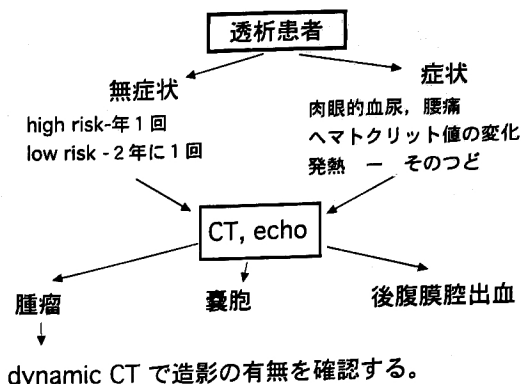 透析患者
無症状
症状
high risk-年1回
low risk - 2年に1回
肉眼的血尿，腰痛
ヘマトクリット値の変化
発熱 － そのつど
CT, echo
腫瘤
嚢胞
後腹膜腔出血
dynamic CT で造影の有無を確認する。